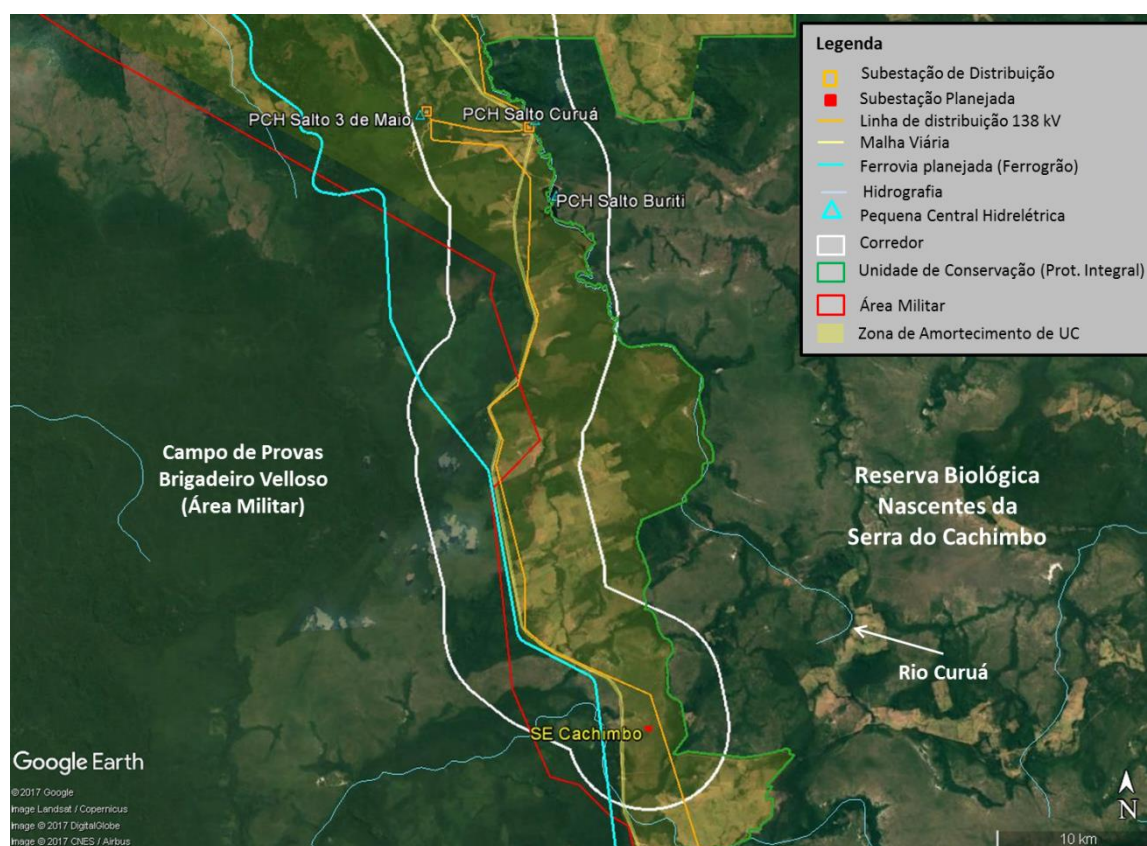 Legenda
Subestação de Distribuição
Subestação Planejada
Linha de distribuição 138 kV
Malha Viária
Ferrovia planejada (Ferrogrão)
Hidrografia
Pequena Central Hidrelétrica
Corredor
Unidade de Conservação (Prot. Integral)
Área Militar
Zona de Amortecimento de UC
PCH Salto 3 de Maio
PCH Salto Curuá
PCH Salto Buriti
Campo de Provas
Brigadeiro Velloso
(Área Militar)
Reserva Biológica
Nascentes da
Serra do Cachimbo
Rio Curuá
SE Cachimbo
Google Earth
©2017 Google
Image Landsat / Copernicus
Image © 2017 DigitalGlobe
Image © 2017 CNES / Airbus
N
10 km